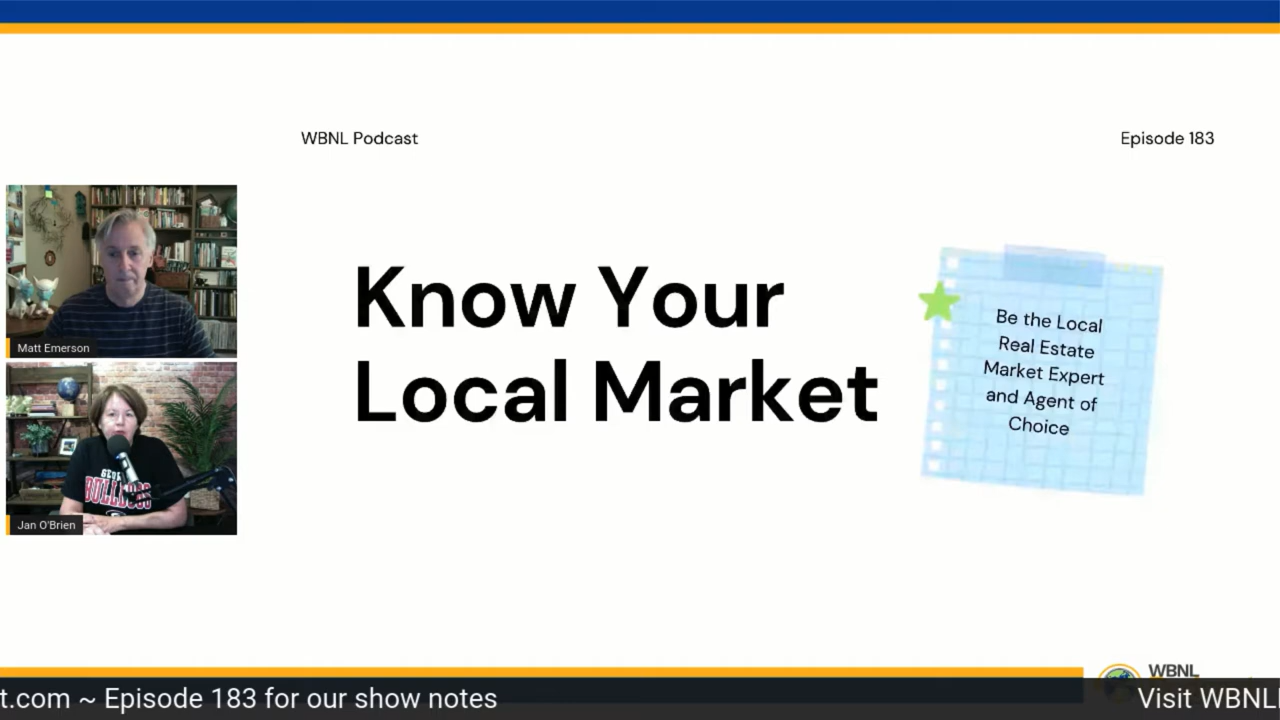 WBNL Podcast
Episode 183
Know Your
Local Market
Be the Local
Real Estate
Market Expert
and Agent of
Choice
Matt Emerson
BULLDOGS
Jan O'Brien
WBNL
t.com ~ Episode 183 for our show notes
Visit WBNL